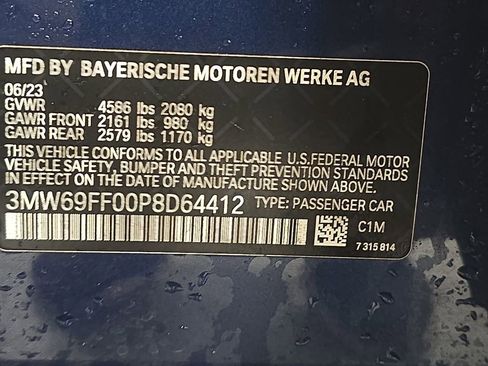 MFD BY BAYERISCHE MOTOREN WERKE AG
06/23
GVWR 4586 lbs 2080 kg
GAWR FRONT 2161 lbs 980 kg
GAWR REAR 2579 lbs 1170 kg
THIS VEHICLE CONFORMS TO ALL APPLICABLE U.S.FEDERAL MOTOR
VEHICLE SAFETY, BUMPER AND THEFT PREVENTION STANDARDS
IN EFFECT ON THE DATE OF MANUFACTURE SHOWN ABOVE.
3MW69FF00P8D64412 TYPE: PASSENGER CAR
C1M
7 315 814